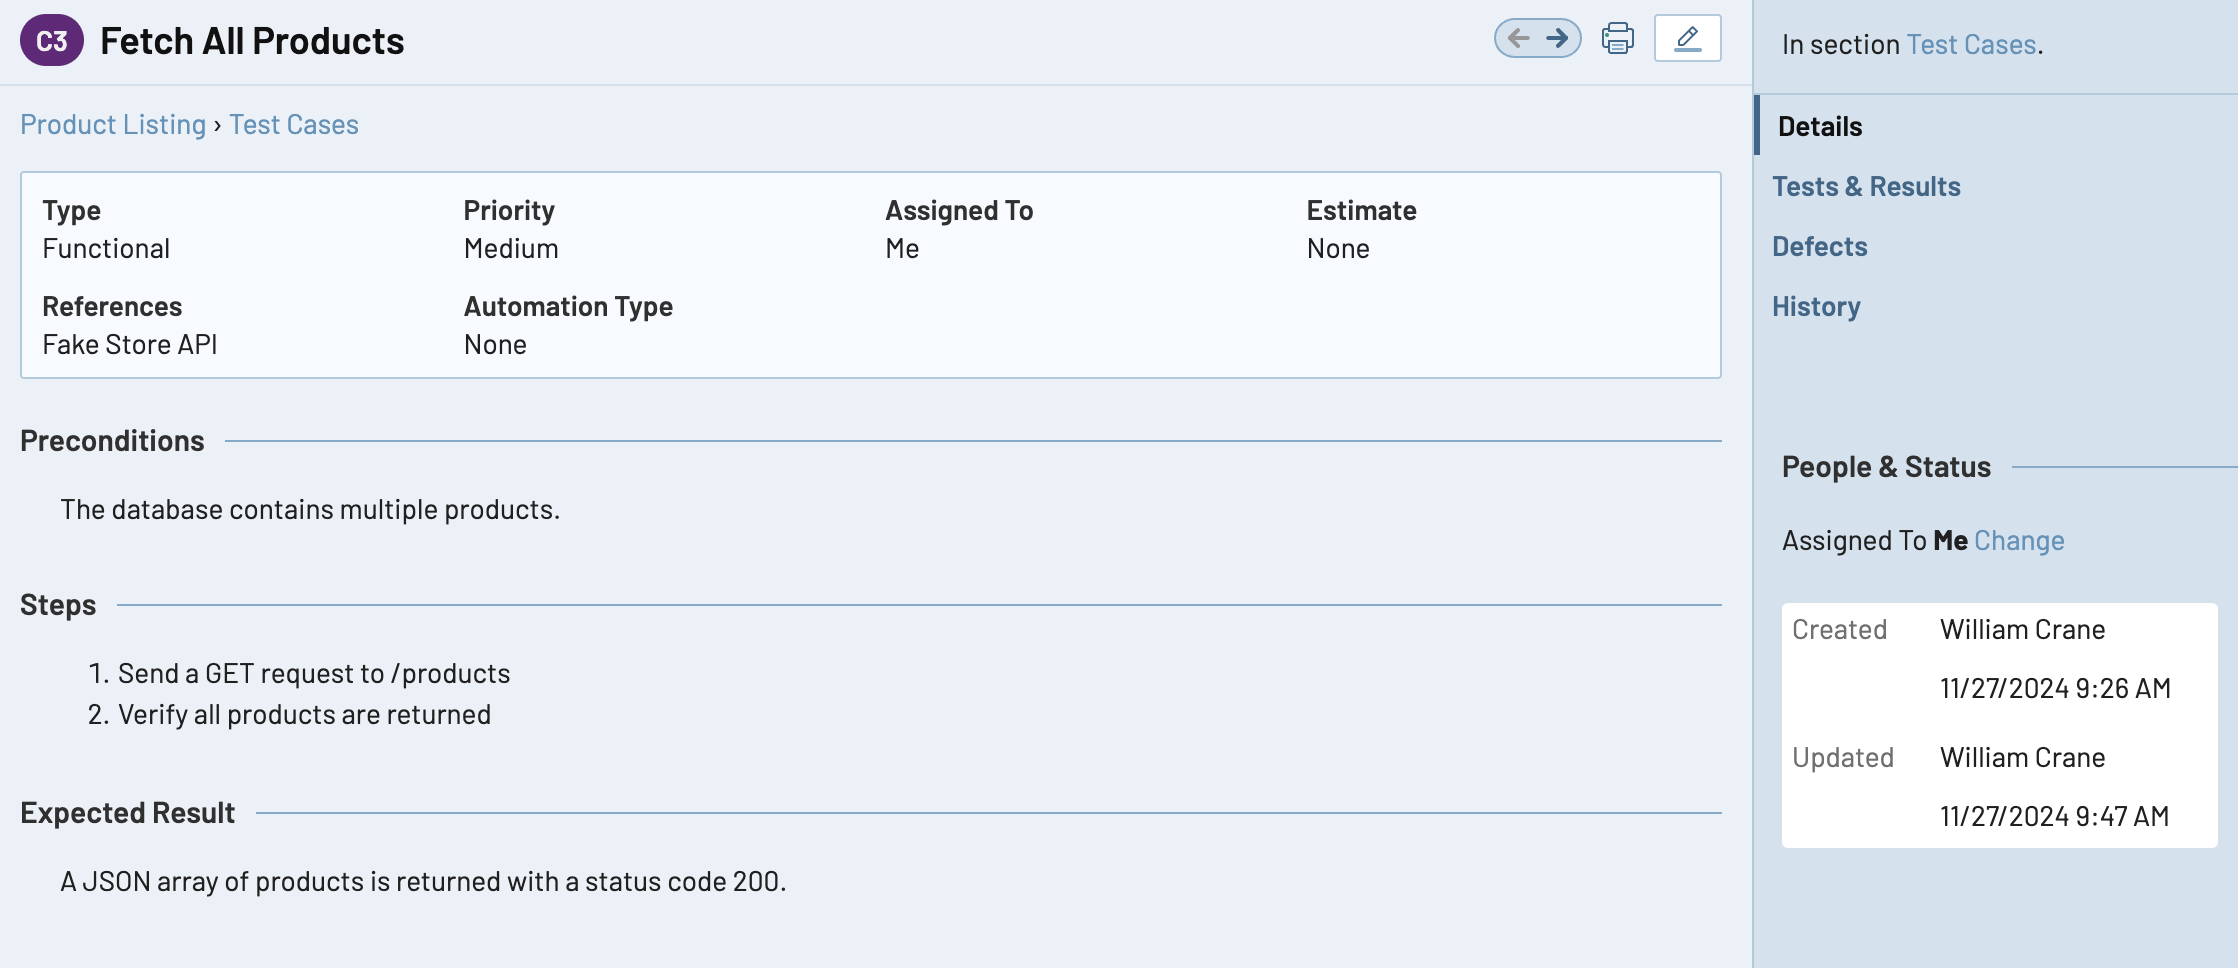 C3 Fetch All Products
Product Listing › Test Cases
Type Priority Assigned To Estimate
Functional Medium Me None
References Automation Type
Fake Store API None
Preconditions
The database contains multiple products.
Steps
1. Send a GET request to /products
2. Verify all products are returned
Expected Result
A JSON array of products is returned with a status code 200.
In section Test Cases.
Details
Tests & Results
Defects
History
People & Status
Assigned To Me Change
Created William Crane
11/27/2024 9:26 AM
Updated William Crane
11/27/2024 9:47 AM